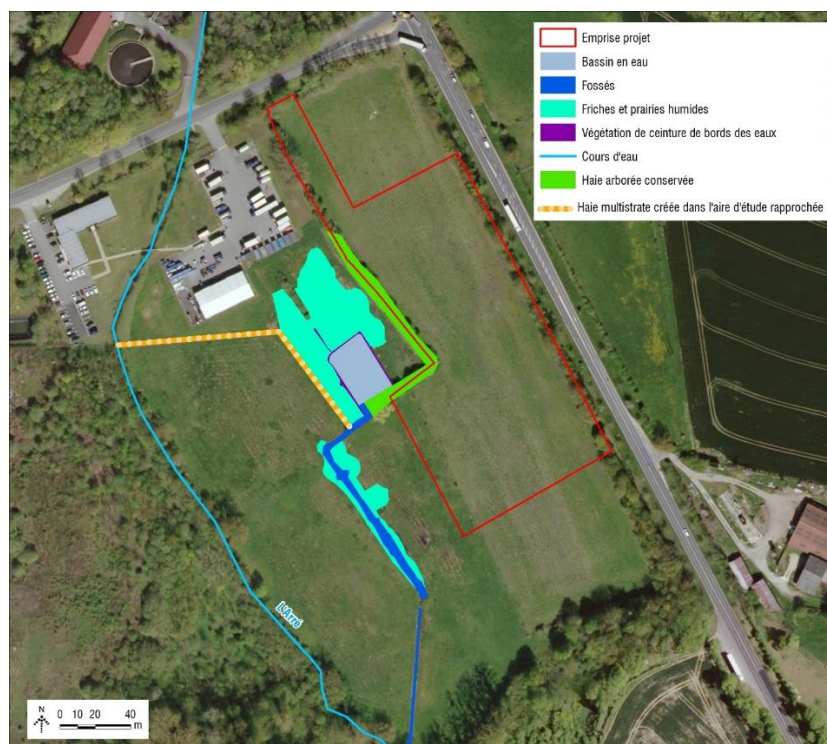 Emprise projet
Bassin en eau
Fossés
Friches et prairies humides
Végétation de ceinture de bords des eaux
Cours d'eau
Haie arborée conservée
Haie multistrate créée dans l'aire d'étude rapprochée
L'Arré
0 10 20 40
m